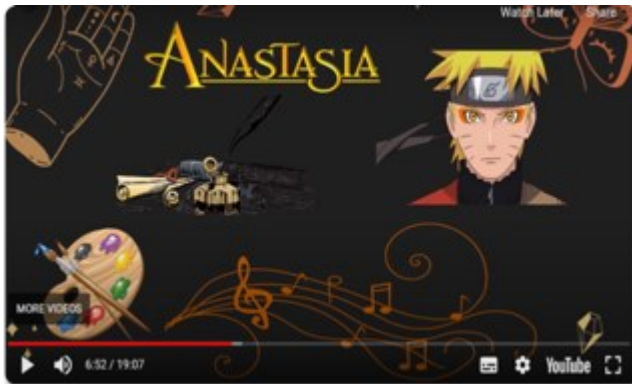 Watch Later Share
ANASTASIA
MORE VIDEOS
6:52 / 19:07
YouTube